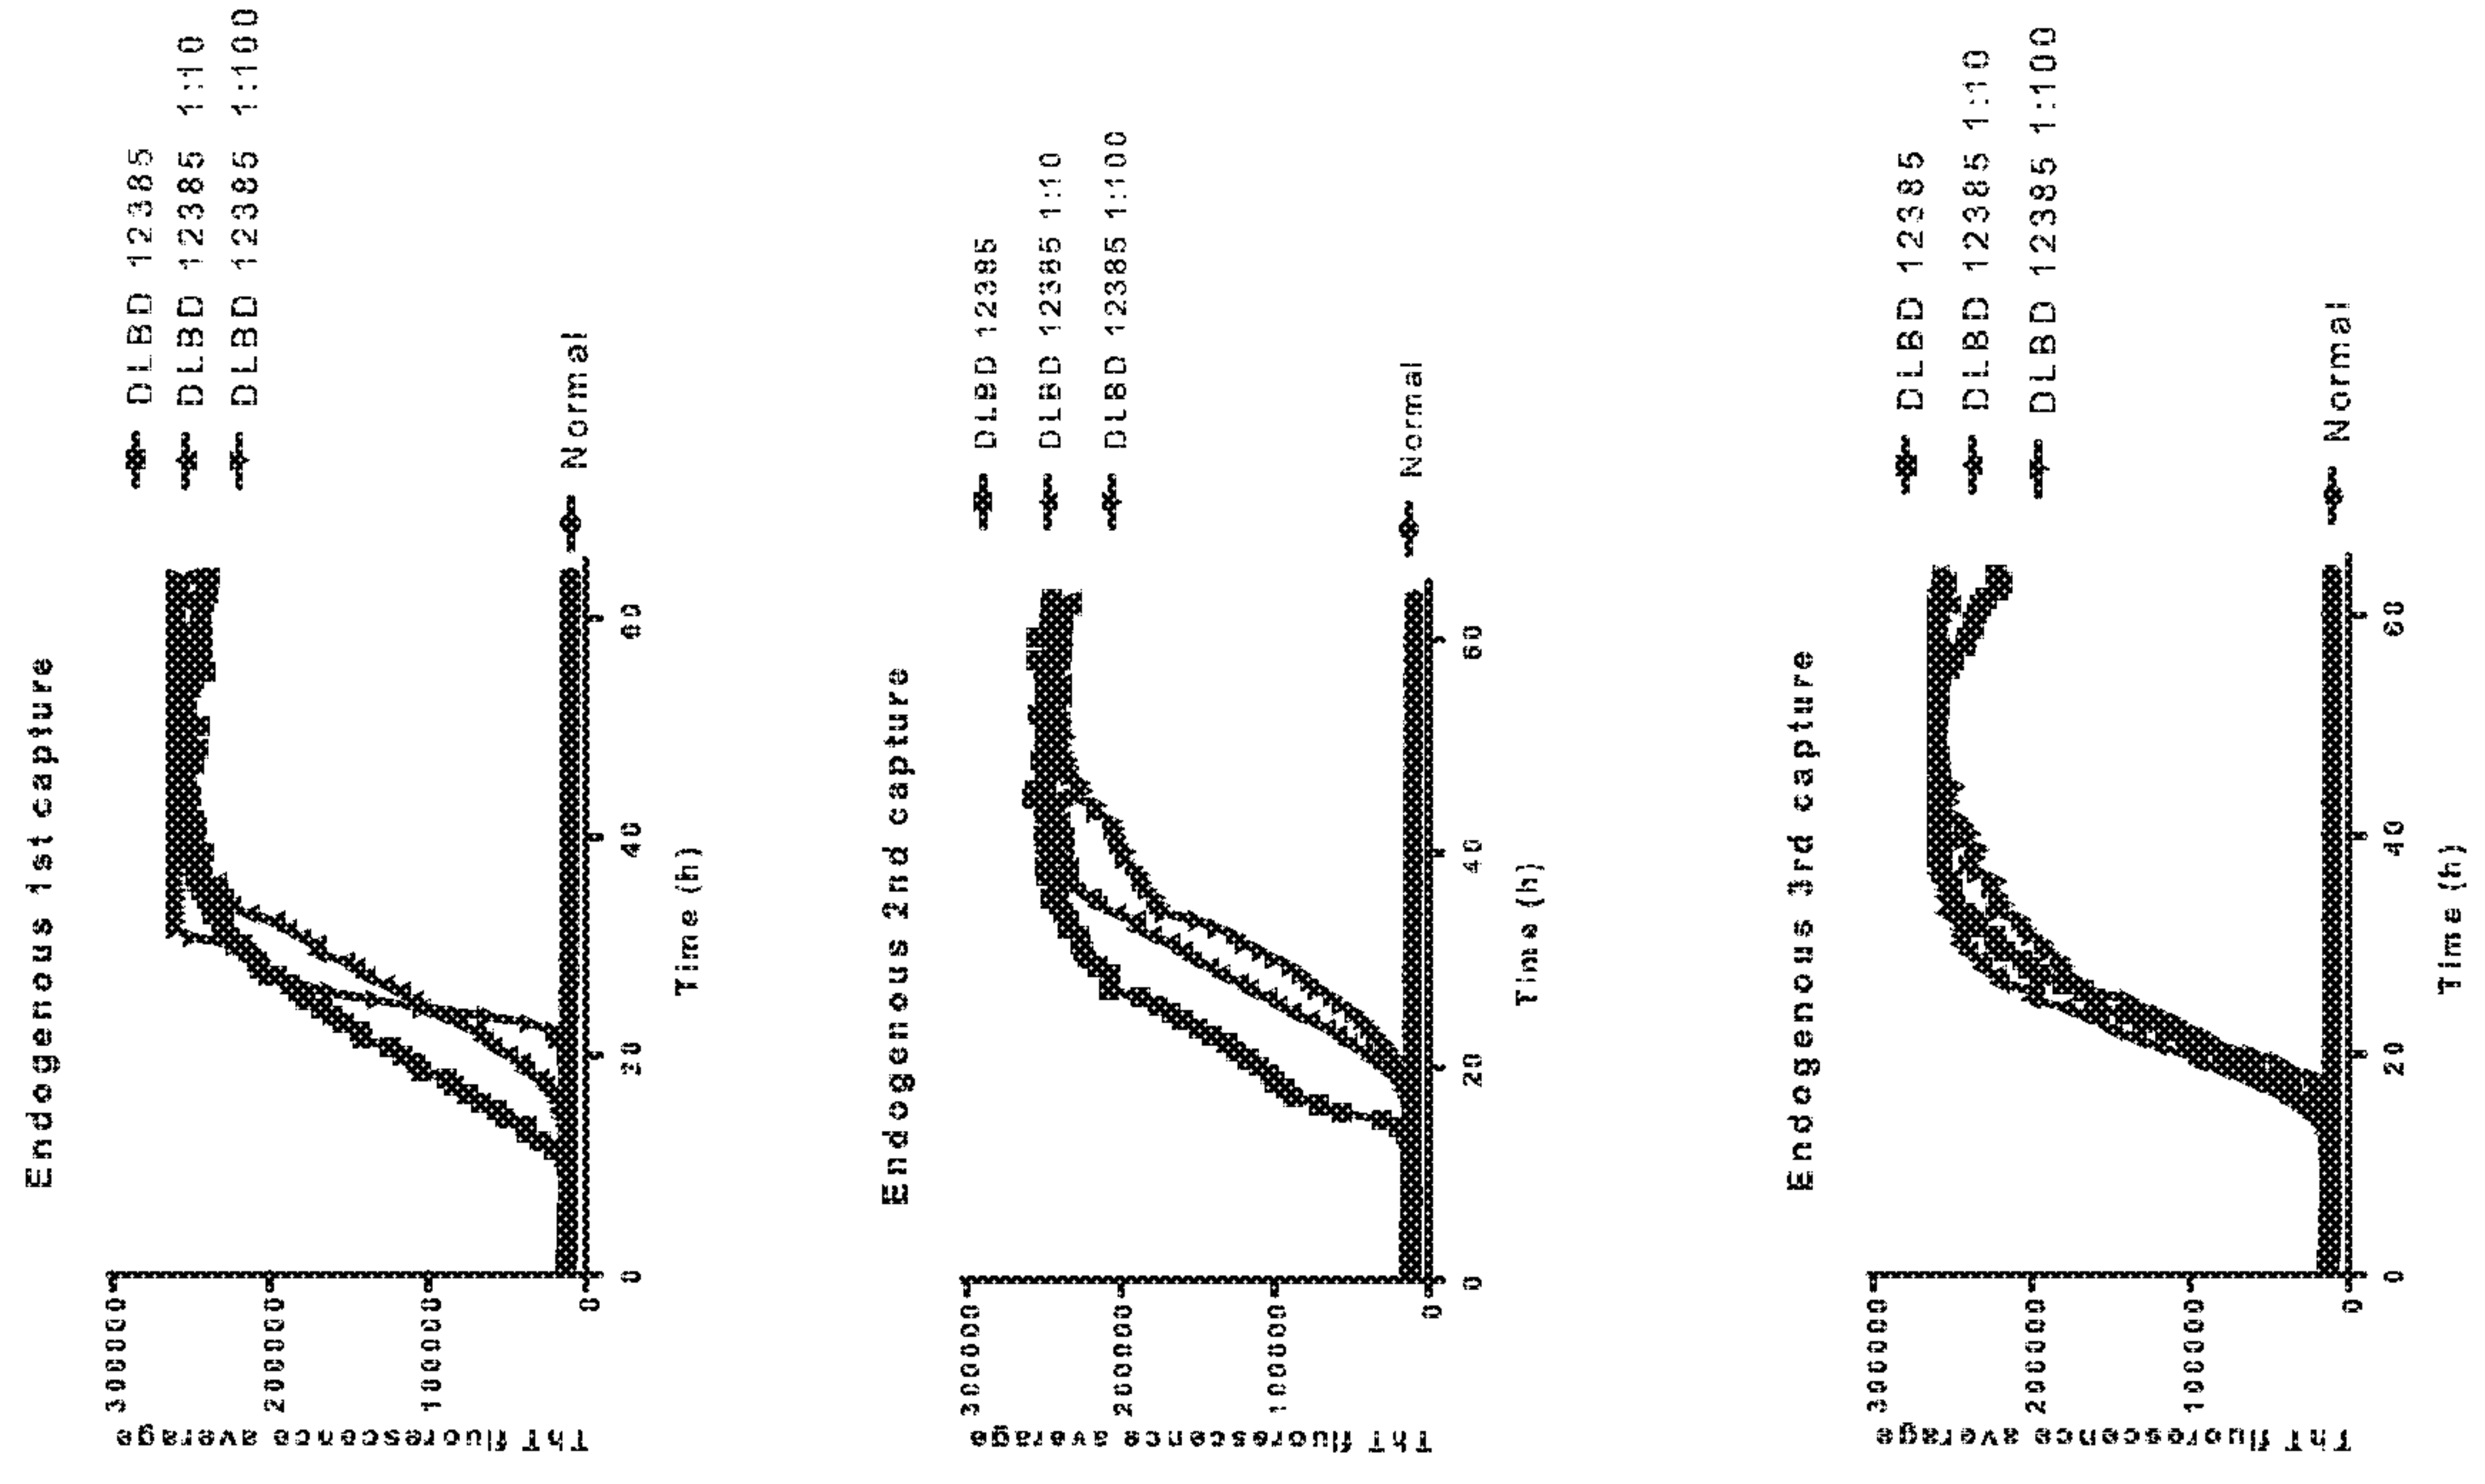 Endogenous 1st capture
ThT fluorescence average
300000
200000
100000
0
0
20
40
60
Time (h)
DLBD 12385
DLBD 12385 1:10
DLBD 12385 1:100
Normal
Endogenous 2nd capture
ThT fluorescence average
300000
200000
100000
0
0
20
40
60
Time (h)
DLBD 12385
DLBD 12385 1:10
DLBD 12385 1:100
Normal
Endogenous 3rd capture
ThT fluorescence average
300000
200000
100000
0
0
20
40
60
Time (h)
DLBD 12385
DLBD 12385 1:10
DLBD 12385 1:100
Normal